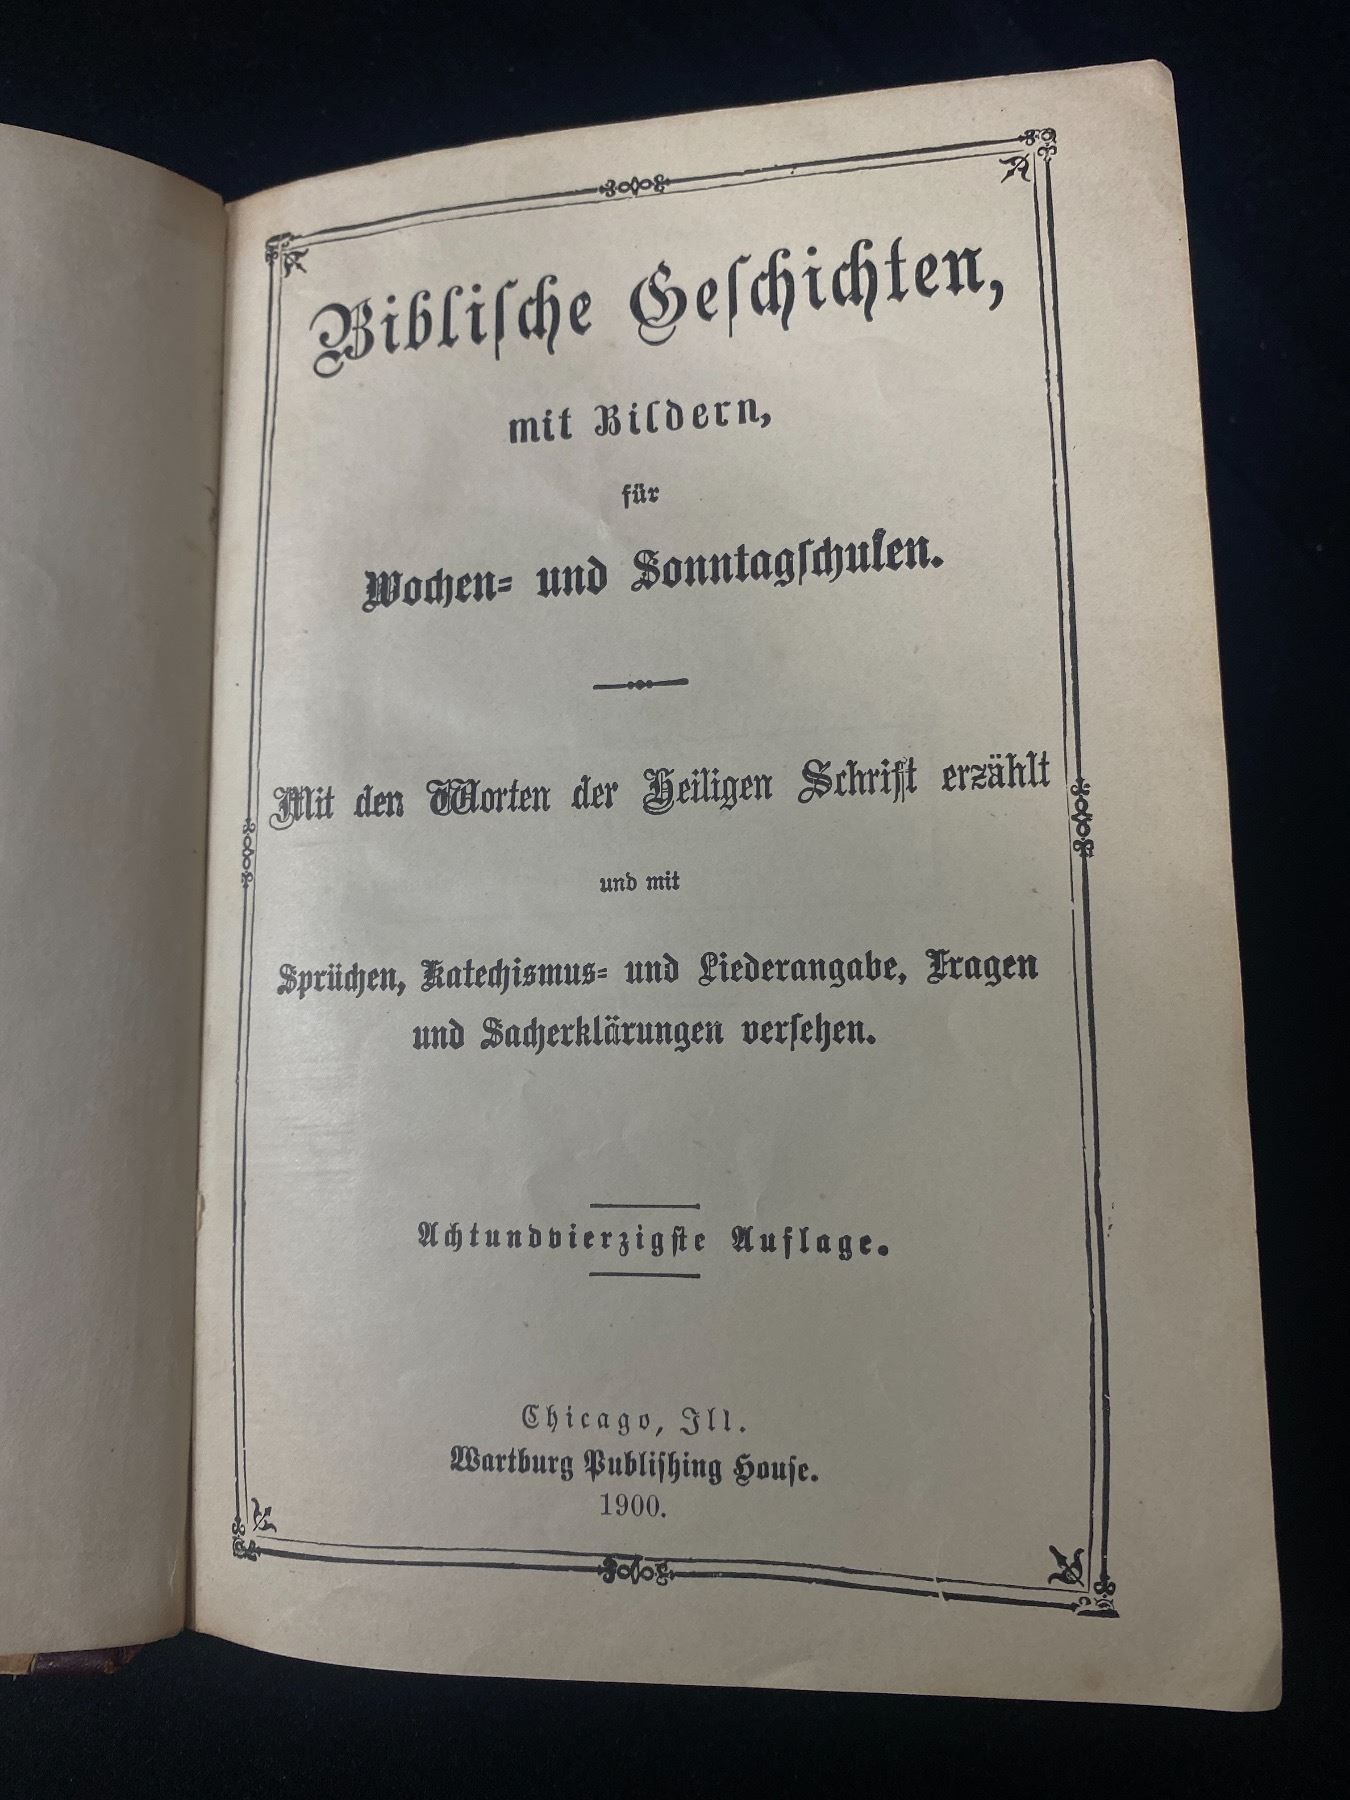 Bibliſche Geſchichten,
mit Bildern,
für
Wochen- und Sonntagſchulen.
Mit den Worten der Heiligen Schrift erzählt
und mit
Sprüchen, Katechismus- und Liederangabe, Fragen
und Sacherklärungen verſehen.
Achtundvierzigſte Auflage.
Chicago, Ill.
Wartburg Publiſhing Houſe.
1900.